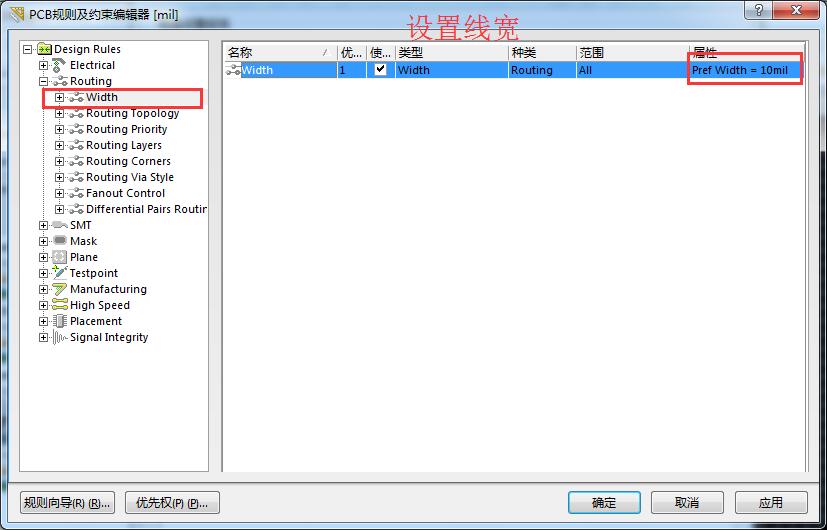 PCB规则及约束编辑器 [mil]
设置线宽
Design Rules
Electrical
Routing
Width
Routing Topology
Routing Priority
Routing Layers
Routing Corners
Routing Via Style
Fanout Control
Differential Pairs Routin
SMT
Mask
Plane
Testpoint
Manufacturing
High Speed
Placement
Signal Integrity
名称 优... 使... 类型 种类 范围 属性
Width 1 Width Routing All Pref Width = 10mil
规则向导(R) (R)... 优先权(P) (P)... 确定 取消 应用